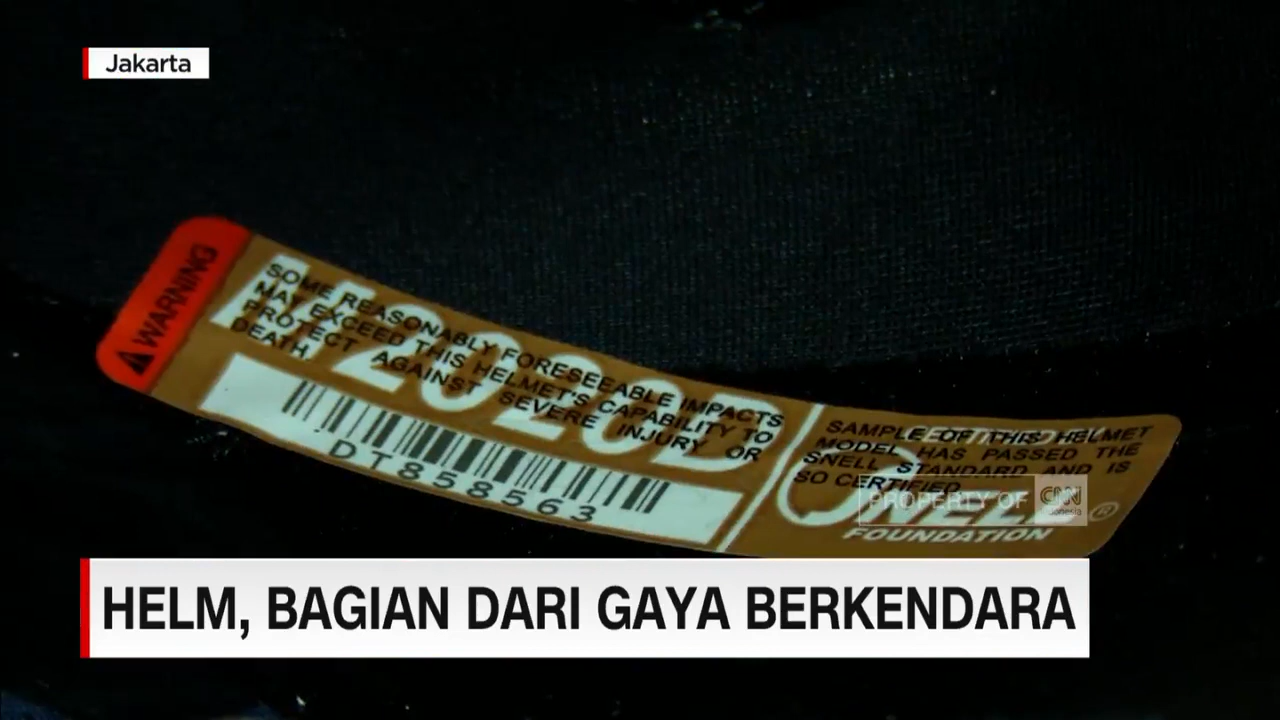 Jakarta
WARNING
M2020D
SOME REASONABLY FORESEEABLE IMPACTS
MAY EXCEED THIS HELMET'S CAPABILITY TO
PROTECT AGAINST SEVERE INJURY OR
DEATH
DT858563
SAMPLE OF THIS HELMET
MODEL HAS PASSED THE
SNELL STANDARD AND IS
SO CERTIFIED
SNELL ®
FOUNDATION
PROPERTY OF CNN Indonesia
HELM, BAGIAN DARI GAYA BERKENDARA